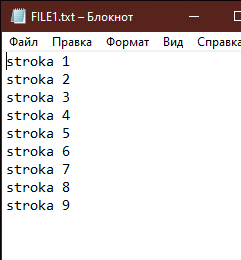 FILE1.txt – Блокнот
Файл Правка Формат Вид Справка
stroka 1
stroka 2
stroka 3
stroka 4
stroka 5
stroka 6
stroka 7
stroka 8
stroka 9